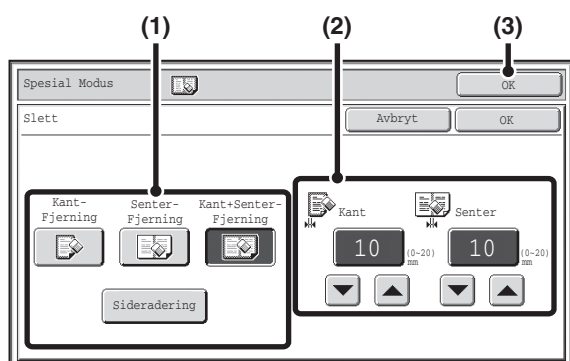 (1) (2) (3)
Spesial Modus OK
Slett Avbryt OK
Kant- Senter- Kant+Senter-
Fjerning Fjerning Fjerning
Kant Senter
10 (0~20) 10 (0~20)
mm mm
Sideradering